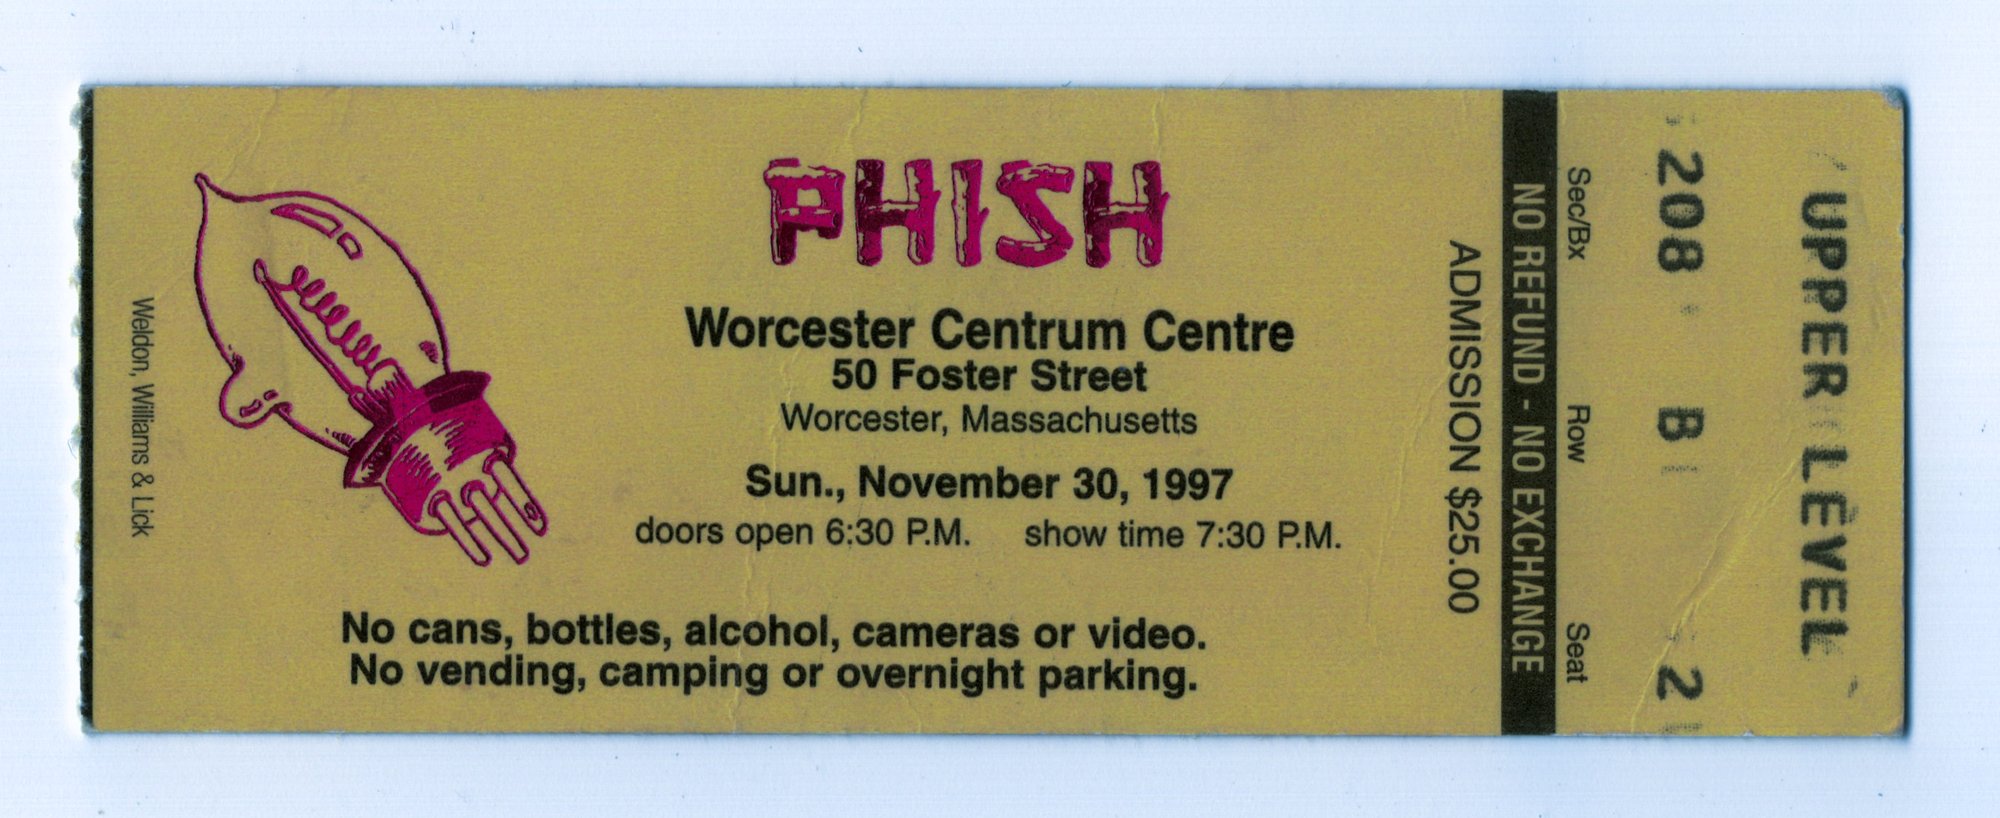 Weldon, Williams & Lick
PHISH
Worcester Centrum Centre
50 Foster Street
Worcester, Massachusetts
Sun., November 30, 1997
doors open 6:30 P.M. show time 7:30 P.M.
No cans, bottles, alcohol, cameras or video.
No vending, camping or overnight parking.
ADMISSION $25.00
NO REFUND - NO EXCHANGE
Sec/Bx Row Seat
208 B 2
UPPER LEVEL